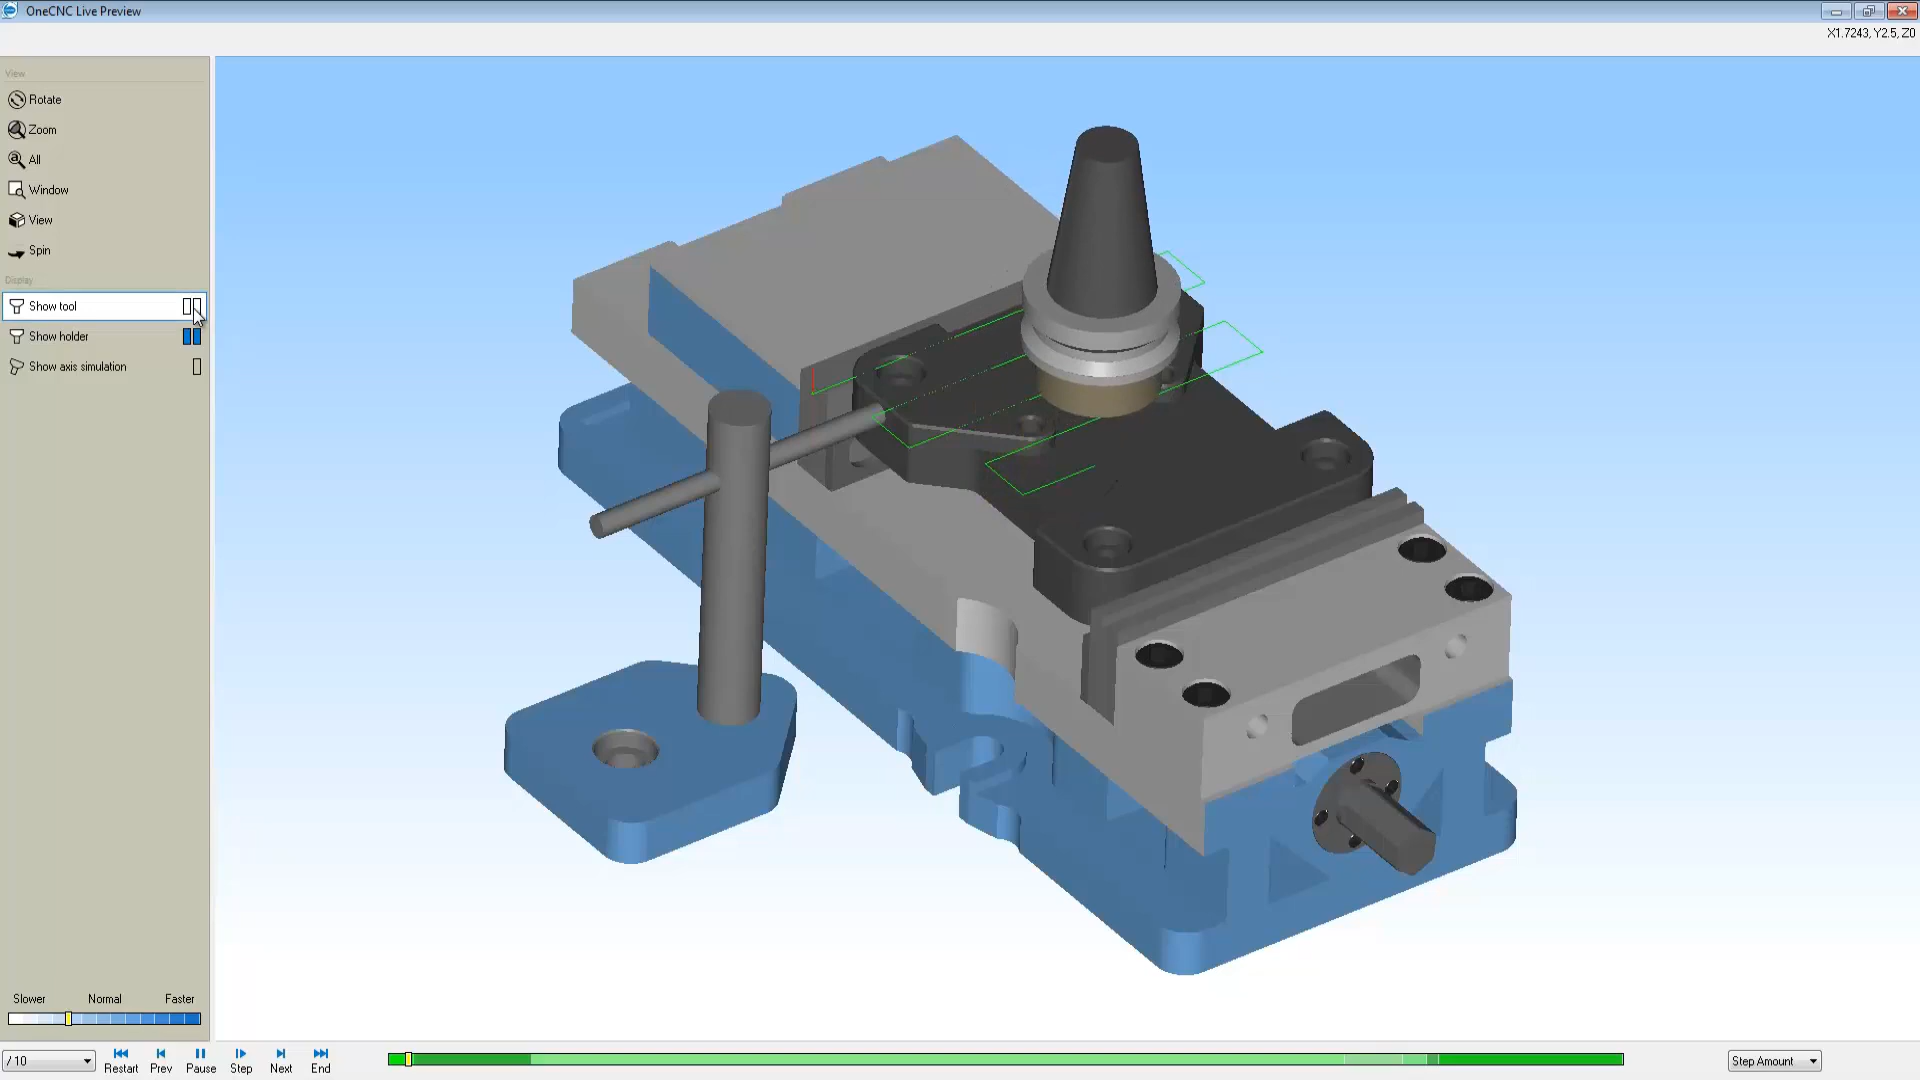 OneCNC Live Preview
X1.7243, Y2.5, Z0
View
Rotate
Zoom
All
Window
View
Spin
Display
Show tool
Show holder
Show axis simulation
Slower Normal Faster
/ 10
Restart Prev Pause Step Next End
Step Amount